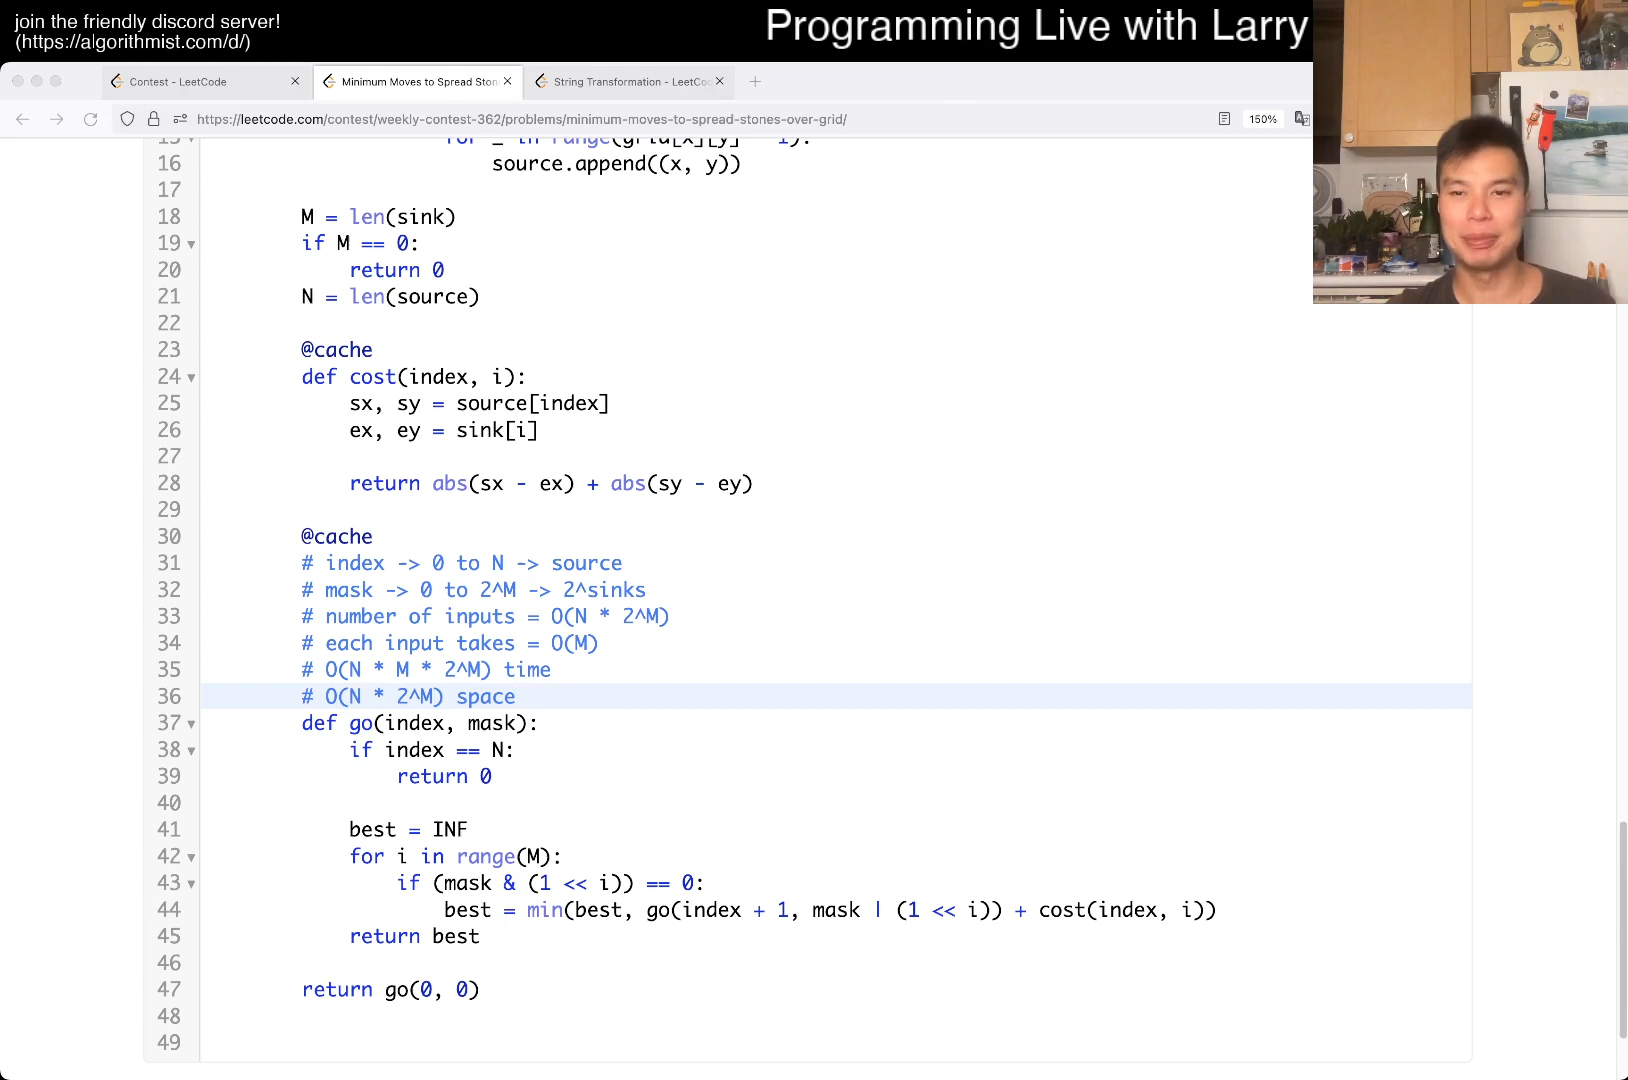 join the friendly discord server!
(https://algorithmist.com/d/)
Programming Live with Larry
Contest - LeetCode
Minimum Moves to Spread Ston
String Transformation - LeetCo
https://leetcode.com/contest/weekly-contest-362/problems/minimum-moves-to-spread-stones-over-grid/
150%
15 for _ in range(grid[x][y] - 1):
16 source.append((x, y))
17
18 M = len(sink)
19 if M == 0:
20 return 0
21 N = len(source)
22
23 @cache
24 def cost(index, i):
25 sx, sy = source[index]
26 ex, ey = sink[i]
27
28 return abs(sx - ex) + abs(sy - ey)
29
30 @cache
31 # index -> 0 to N -> source
32 # mask -> 0 to 2^M -> 2^sinks
33 # number of inputs = O(N * 2^M)
34 # each input takes = O(M)
35 # O(N * M * 2^M) time
36 # O(N * 2^M) space
37 def go(index, mask):
38 if index == N:
39 return 0
40
41 best = INF
42 for i in range(M):
43 if (mask & (1 << i)) == 0:
44 best = min(best, go(index + 1, mask | (1 << i)) + cost(index, i))
45 return best
46
47 return go(0, 0)
48
49